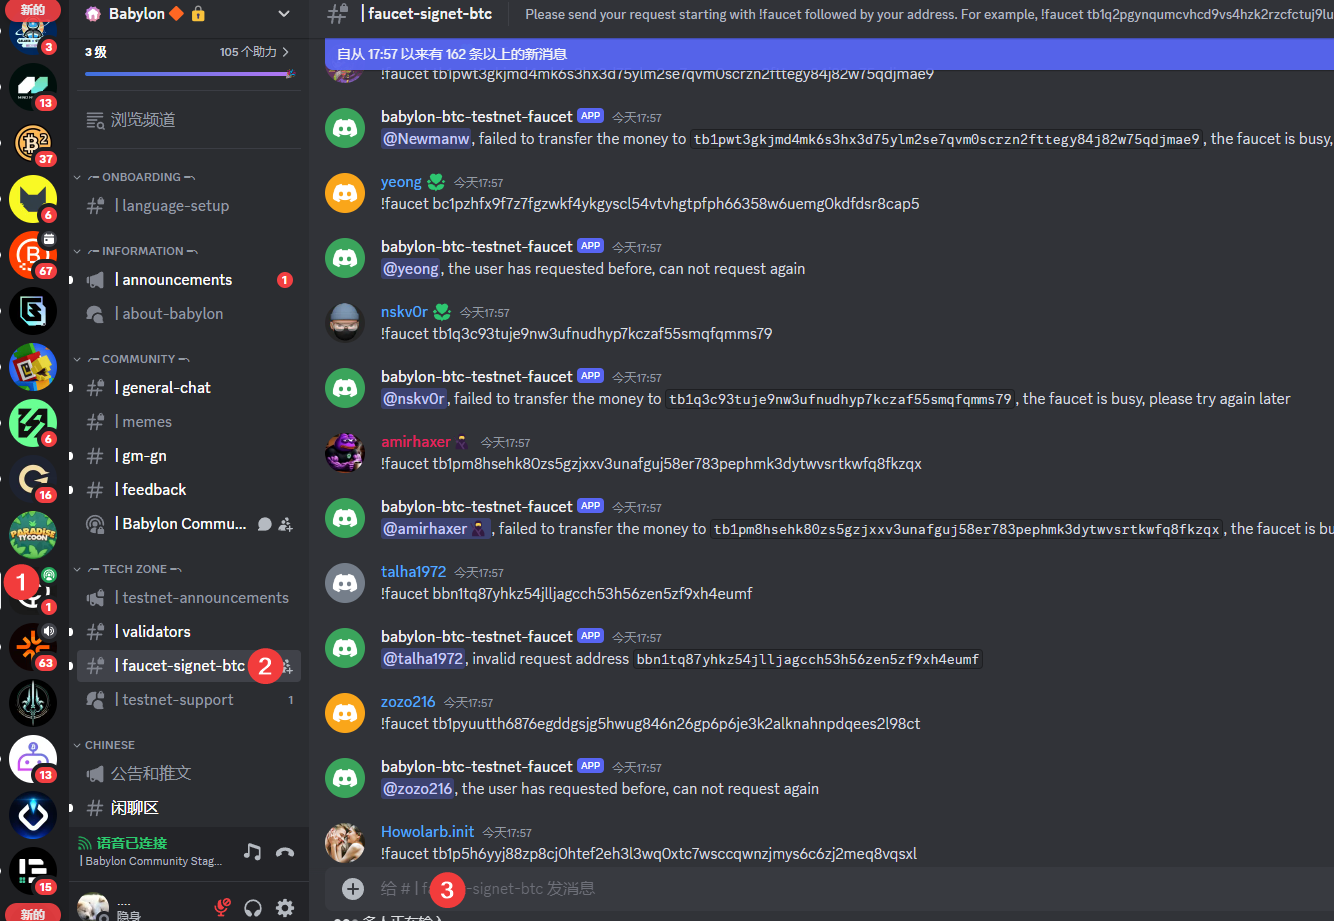 新的
3
13
37
6
67
6
16
PARADISE
TYCOON
1
1
63
13
15
新的
Babylon
3 级
105 个助力
浏览频道
ONBOARDING
| language-setup
INFORMATION
| announcements
1
| about-babylon
COMMUNITY
| general-chat
| memes
| gm-gn
| feedback
| Babylon Commu...
TECH ZONE
| testnet-announcements
| validators
| faucet-signet-btc
2
| testnet-support
1
CHINESE
公告和推文
闲聊区
语音已连接
| Babylon Community Stag...
....
隐身
| faucet-signet-btc
Please send your request starting with !faucet followed by your address. For example, !faucet tb1q2pgynqumcvhcd9vs4hzk2rzcfctuj9lu
自从 17:57 以来有 162 条以上的新消息
!faucet tb1pwt3gkjmd4mk6s3hx3d75ylm2se7qvm0scrzn2fttegy84j82w75qdjmae9
babylon-btc-testnet-faucet APP 今天17:57
@Newmanw, failed to transfer the money to tb1pwt3gkjmd4mk6s3hx3d75ylm2se7qvm0scrzn2fttegy84j82w75qdjmae9, the faucet is busy,
yeong 今天17:57
!faucet bc1pzhfx9f7z7fgzwkf4ykgyscl54vtvhgtpfph66358w6uemg0kdfdsr8cap5
babylon-btc-testnet-faucet APP 今天17:57
@yeong, the user has requested before, can not request again
nskv0r 今天17:57
!faucet tb1q3c93tuje9nw3ufnudhyp7kczaf55smqfqmms79
babylon-btc-testnet-faucet APP 今天17:57
@nskv0r, failed to transfer the money to tb1q3c93tuje9nw3ufnudhyp7kczaf55smqfqmms79, the faucet is busy, please try again later
amirhaxer 今天17:57
!faucet tb1pm8hsehk80zs5gzjxxv3unafguj58er783pephmk3dytwvsrtkwfq8fkzqx
babylon-btc-testnet-faucet APP 今天17:57
@amirhaxer, failed to transfer the money to tb1pm8hsehk80zs5gzjxxv3unafguj58er783pephmk3dytwvsrtkwfq8fkzqx, the faucet is bu
talha1972 今天17:57
!faucet bbn1tq87yhkz54jlljagcch53h56zen5zf9xh4eumf
babylon-btc-testnet-faucet APP 今天17:57
@talha1972, invalid request address bbn1tq87yhkz54jlljagcch53h56zen5zf9xh4eumf
zozo216 今天17:57
!faucet tb1pyuutth6876egddgsjg5hwug846n26gp6p6je3k2alknahnpdqees2l98ct
babylon-btc-testnet-faucet APP 今天17:57
@zozo216, the user has requested before, can not request again
Howolarb.init 今天17:57
!faucet tb1p5h6yyj88zp8cj0htef2eh3l3wq0xtc7wsccqwnzjmys6c6zj2meq8vqsxl
给 # | f 3 -signet-btc 发消息
多人正在输入